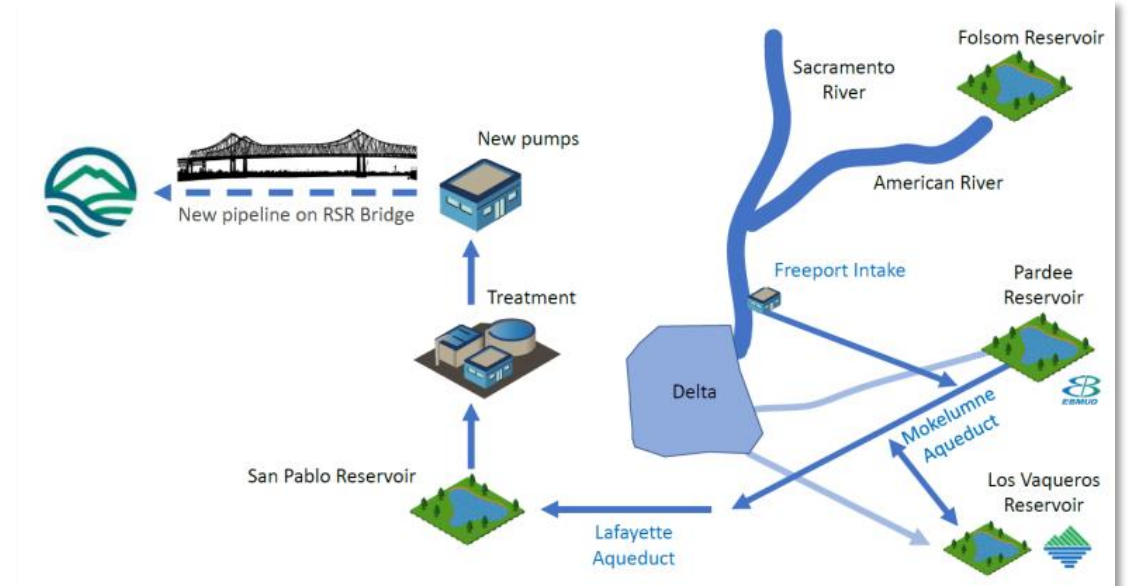 Folsom Reservoir
Sacramento
River
New pumps
American River
New pipeline on RSR Bridge
Freeport Intake
Pardee
Reservoir
Treatment
Delta
EBMUD
Mokelumne
Aqueduct
San Pablo Reservoir
Los Vaqueros
Reservoir
Lafayette
Aqueduct